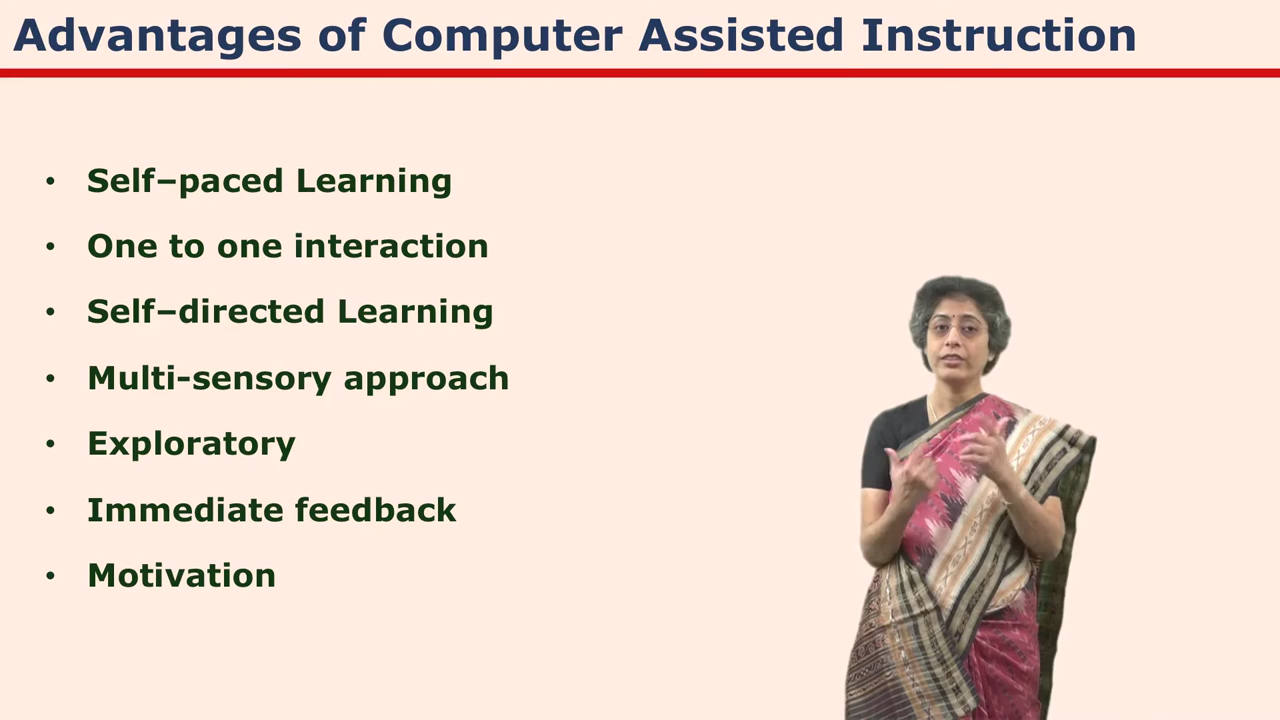 Advantages of Computer Assisted Instruction
• Self–paced Learning
• One to one interaction
• Self–directed Learning
• Multi-sensory approach
• Exploratory
• Immediate feedback
• Motivation